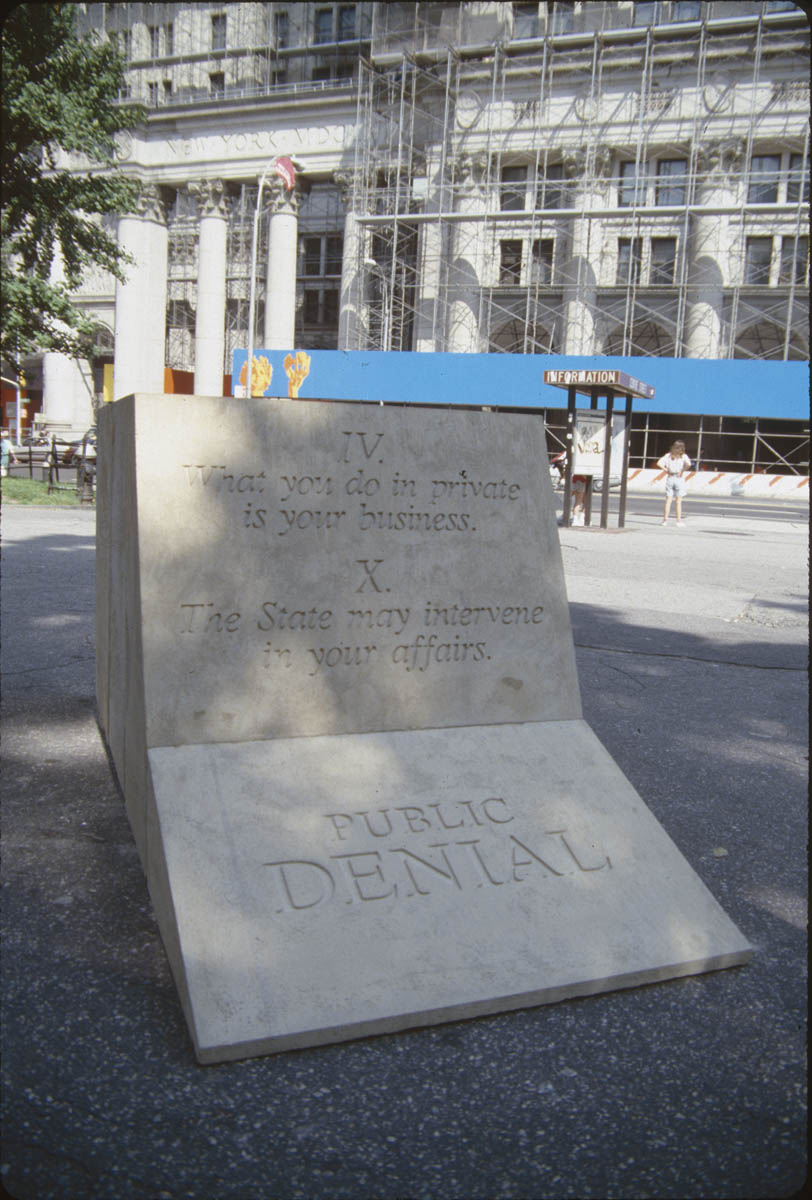 NEW YORK
INFORMATION
IV.
What you do in private
is your business.
X.
The State may intervene
in your affairs.
PUBLIC
D.E.N.I.A.L